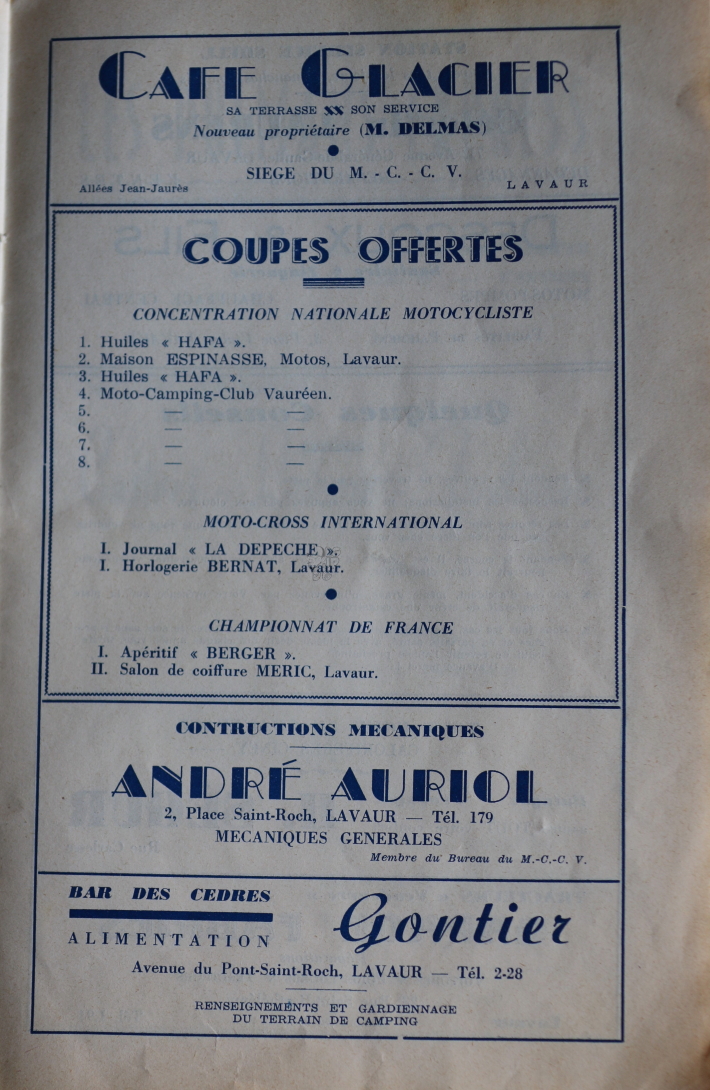 CAFE GLACIER
SA TERRASSE XX SON SERVICE
Nouveau propriétaire (M. DELMAS)
SIEGE DU M. - C. - C. V.
Allées Jean-Jaurès LAVAUR
COUPES OFFERTES
CONCENTRATION NATIONALE MOTOCYCLISTE
1. Huiles « HAFA ».
2. Maison ESPINASSE, Motos, Lavaur.
3. Huiles « HAFA ».
4. Moto-Camping-Club Vauréen.
5. — —
6. — —
7. — —
8. — —
MOTO-CROSS INTERNATIONAL
I. Journal « LA DEPECHE ».
I. Horlogerie BERNAT, Lavaur.
CHAMPIONNAT DE FRANCE
I. Apéritif « BERGER ».
II. Salon de coiffure MERIC, Lavaur.
CONTRUCTIONS MECANIQUES
ANDRÉ AURIOL
2, Place Saint-Roch, LAVAUR — Tél. 179
MECANIQUES GENERALES
Membre du Bureau du M.-C.-C. V.
BAR DES CEDRES
ALIMENTATION
Gontier
Avenue du Pont-Saint-Roch, LAVAUR — Tél. 2-28
RENSEIGNEMENTS ET GARDIENNAGE
DU TERRAIN DE CAMPING